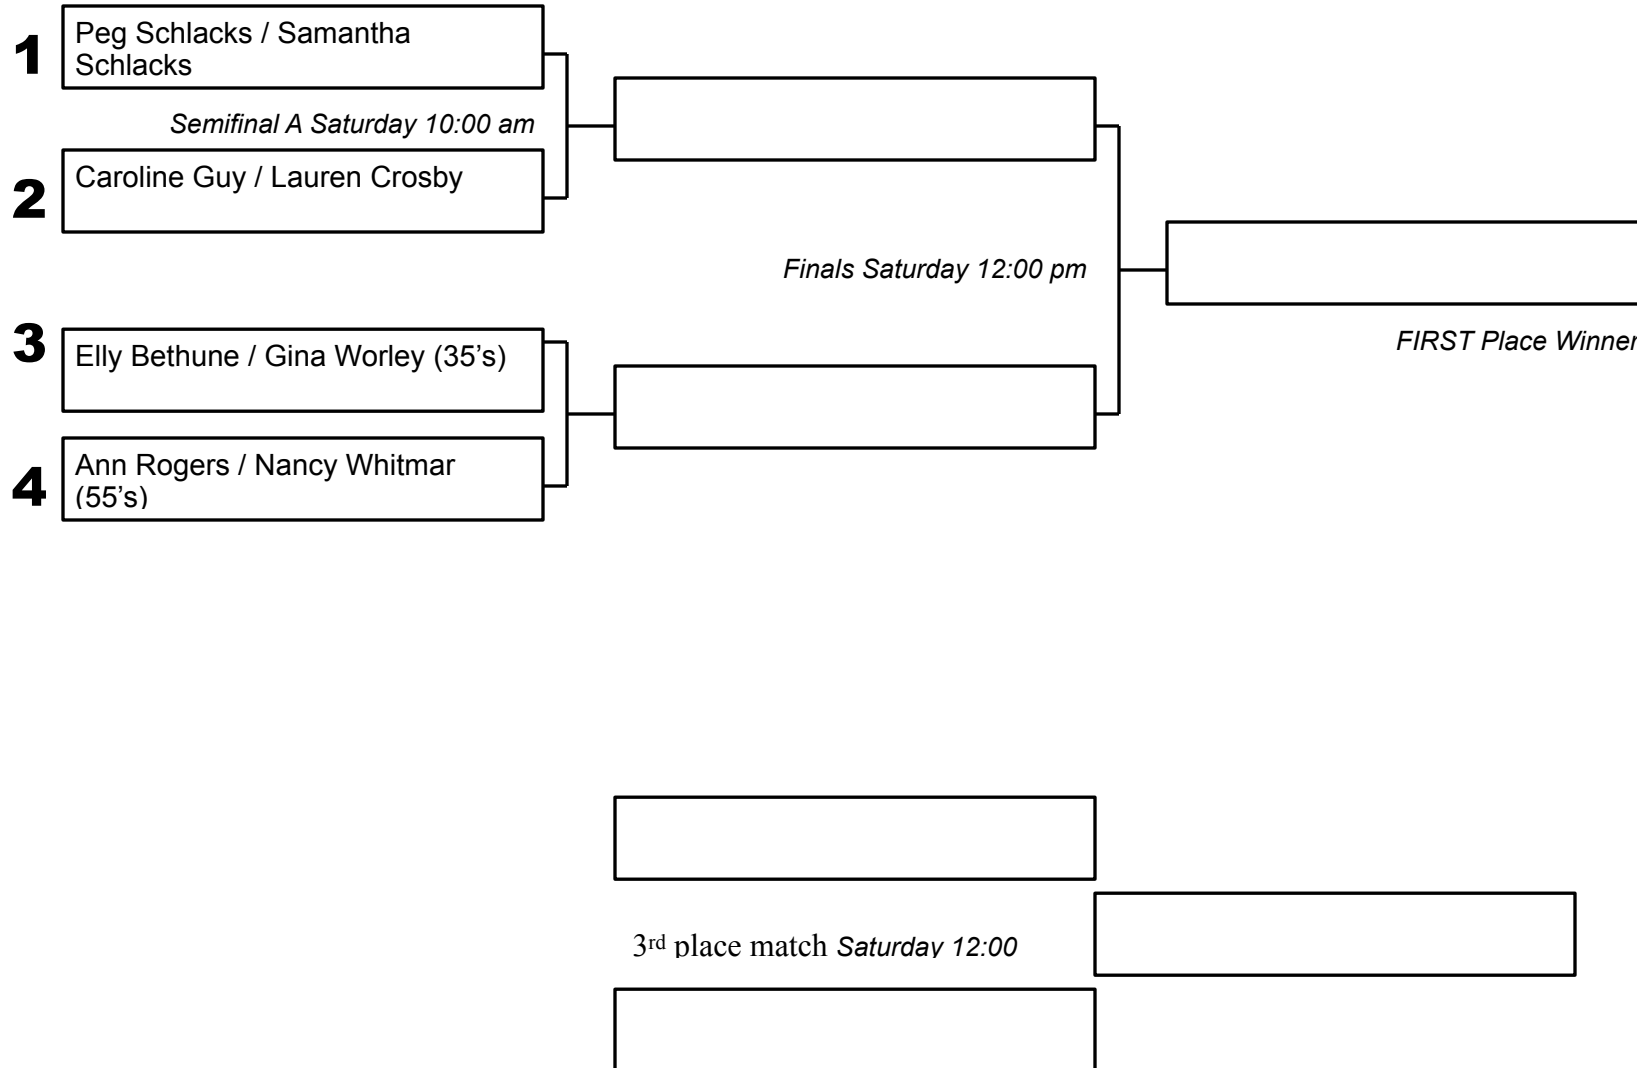 1
Peg Schlacks / Samantha
Schlacks
Semifinal A Saturday 10:00 am
2
Caroline Guy / Lauren Crosby
Finals Saturday 12:00 pm
3
Elly Bethune / Gina Worley (35's)
FIRST Place Winner
4
Ann Rogers / Nancy Whitmar
(55's)
3rd place match Saturday 12:00